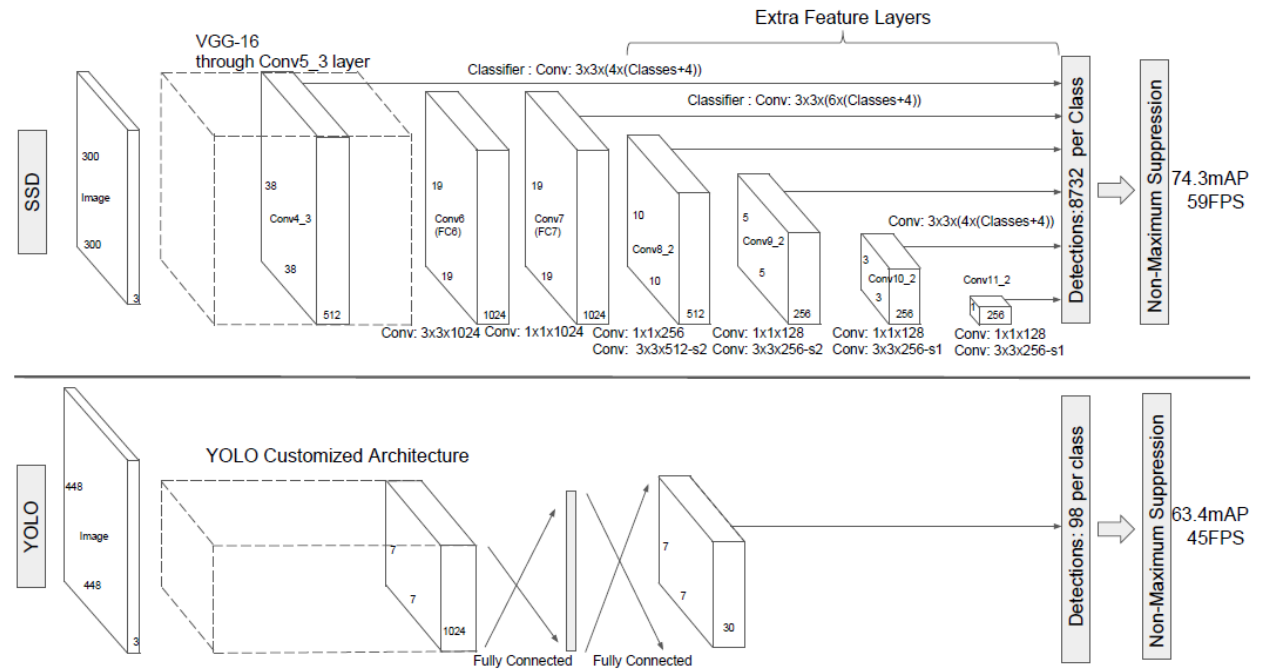 Extra Feature Layers
VGG-16
through Conv5_3 layer
Classifier : Conv: 3x3x(4x(Classes+4))
Classifier : Conv: 3x3x(6x(Classes+4))
SSD
300
Image
300
3
38
Conv4_3
38
512
19
Conv6
(FC6)
19
1024
19
Conv7
(FC7)
19
1024
10
Conv8_2
10
512
5
Conv9_2
5
256
Conv: 3x3x(4x(Classes+4))
3
Conv10_2
3
256
Conv11_2
1
256
Conv: 3x3x1024
Conv: 1x1x1024
Conv: 1x1x256
Conv: 3x3x512-s2
Conv: 1x1x128
Conv: 3x3x256-s2
Conv: 1x1x128
Conv: 3x3x256-s1
Conv: 1x1x128
Conv: 3x3x256-s1
Detections:8732 per Class
Non-Maximum Suppression
74.3mAP
59FPS
YOLO
448
Image
448
3
YOLO Customized Architecture
7
7
1024
Fully Connected
Fully Connected
7
7
30
Detections: 98 per class
Non-Maximum Suppression
63.4mAP
45FPS